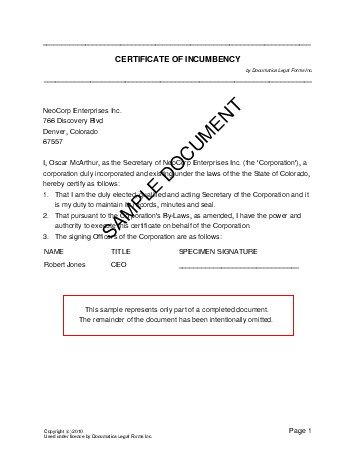 CERTIFICATE OF INCUMBENCY
by Documatica Legal Forms Inc.
NeoCorp Enterprises Inc.
766 Discovery Blvd
Denver, Colorado
67557
I, Oscar McArthur, as the Secretary of NeoCorp Enterprises Inc. (the 'Corporation'), a
corporation duly incorporated and existing under the laws of the the State of Colorado,
hereby certify as follows:
1. That I am the duly elected, qualified and acting Secretary of the Corporation and it
is my duty to maintain its records, minutes and seal.
2. That pursuant to the Corporation's By-Laws, as amended, I have the power and
authority to execute this certificate on behalf of the Corporation.
3. The signing Officers of the Corporation are as follows:
NAME TITLE SPECIMEN SIGNATURE
Robert Jones CEO
SAMPLE DOCUMENT
This sample represents only part of a completed document.
The remainder of the document has been intentionally omitted.
Copyright (c) 2010 Page 1
Used under licence by Documatica Legal Forms Inc.